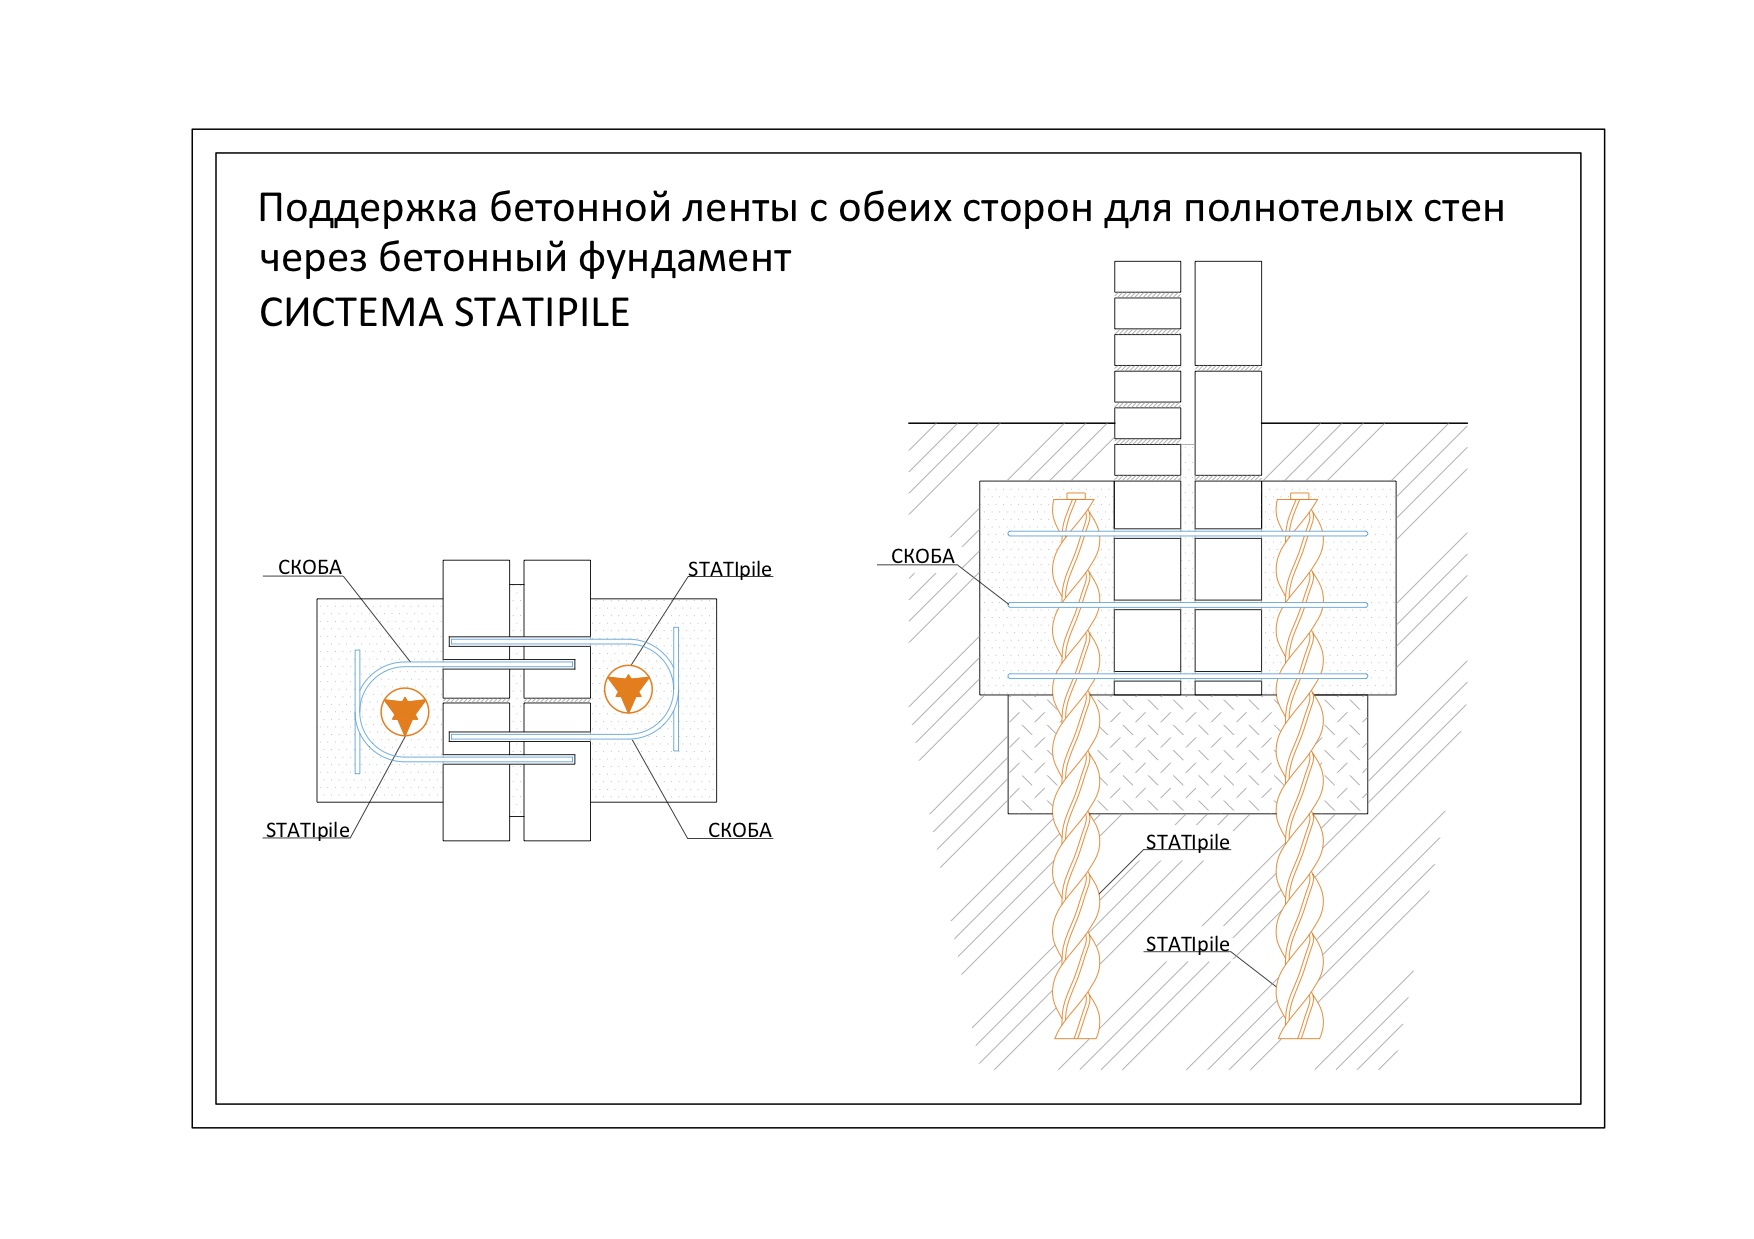 Поддержка бетонной ленты с обеих сторон для полнотелых стен
через бетонный фундамент
СИСТЕМА STATIPILE
СКОБА
STATIpile
STATIpile
СКОБА
СКОБА
STATIpile
STATIpile